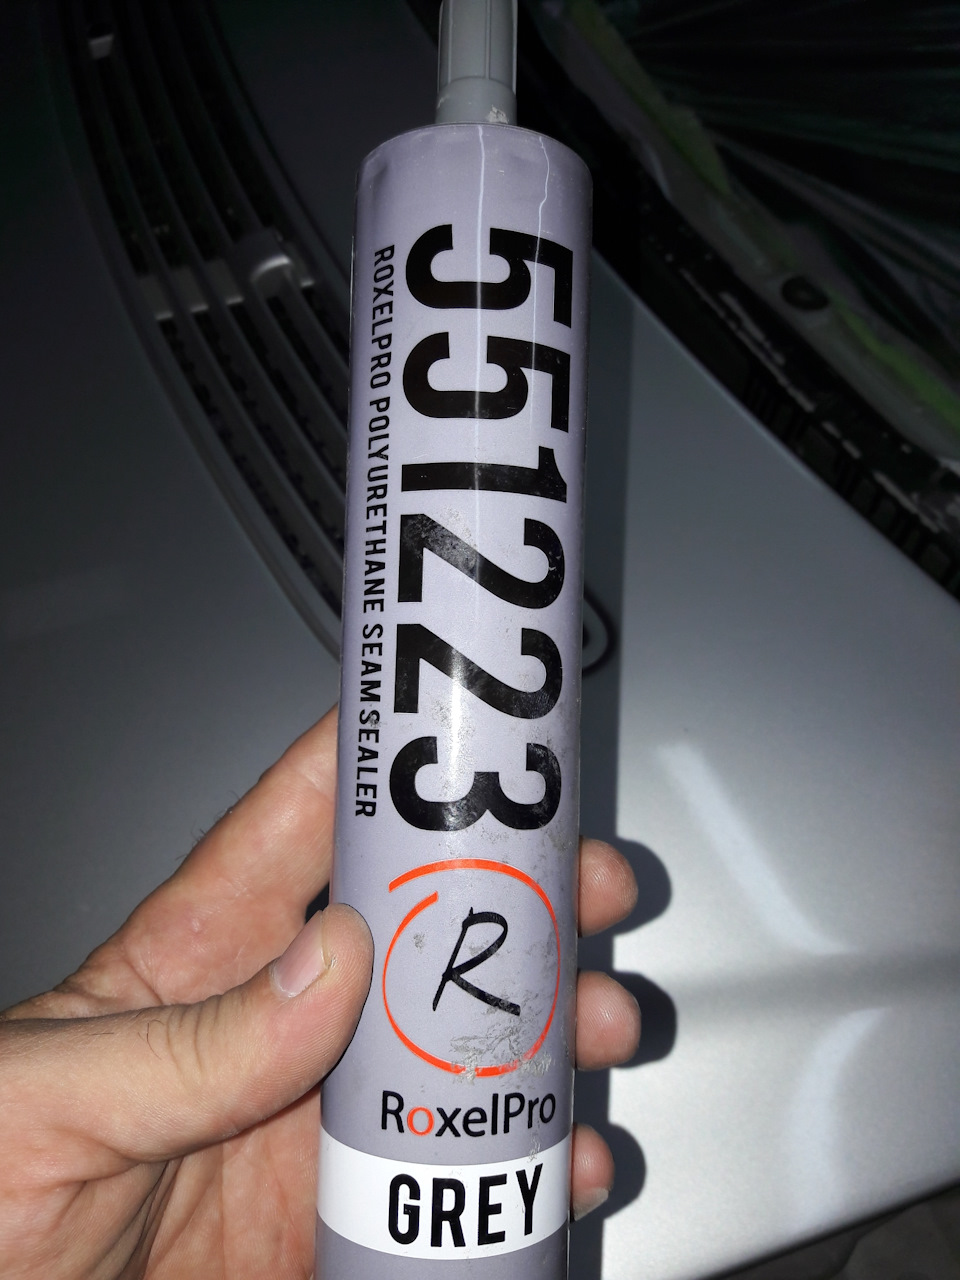 551223
ROXELPRO POLYURETHANE SEAM SEALER
R
RoxelPro
GREY